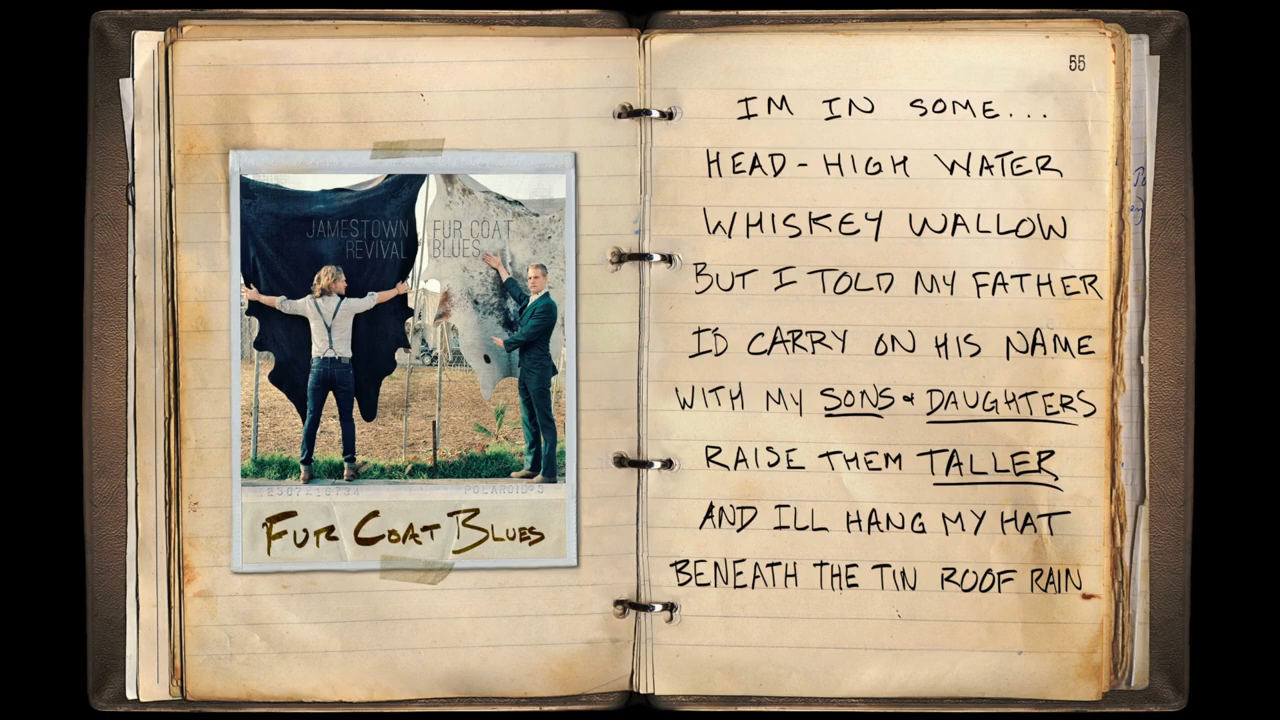 JAMESTOWN REVIVAL
FUR COAT BLUES
POLAROID
FUR COAT BLUES
55
IM IN SOME...
HEAD-HIGH WATER
WHISKEY WALLOW
BUT I TOLD MY FATHER
I'D CARRY ON HIS NAME
WITH MY SONS & DAUGHTERS
RAISE THEM TALLER
AND ILL HANG MY HAT
BENEATH THE TIN ROOF RAIN